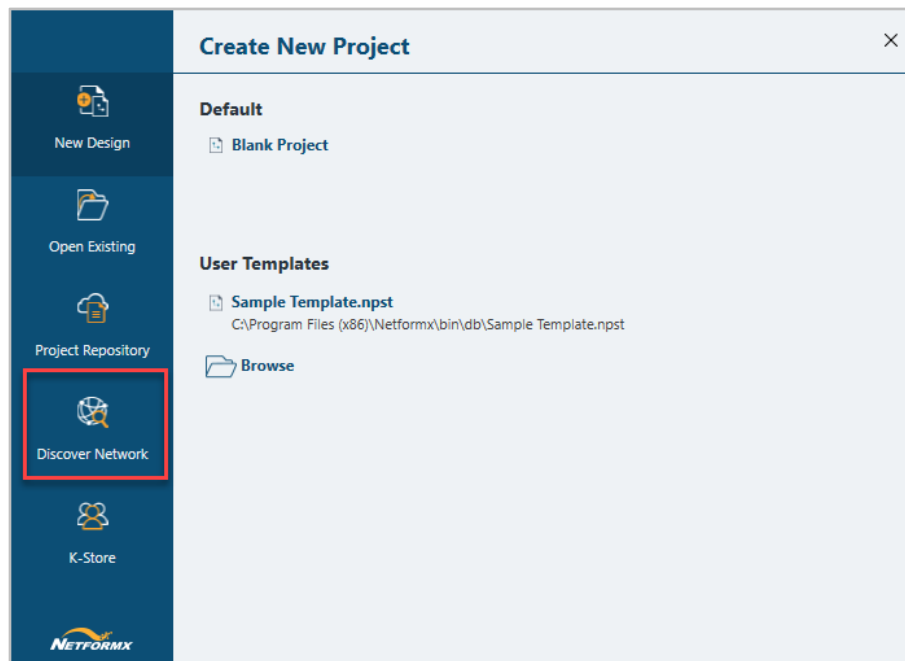 Create New Project
New Design
Open Existing
Project Repository
Discover Network
K-Store
NETFORMX
Default
Blank Project
User Templates
Sample Template.npst
C:\Program Files (x86)\Netformx\bin\db\Sample Template.npst
Browse